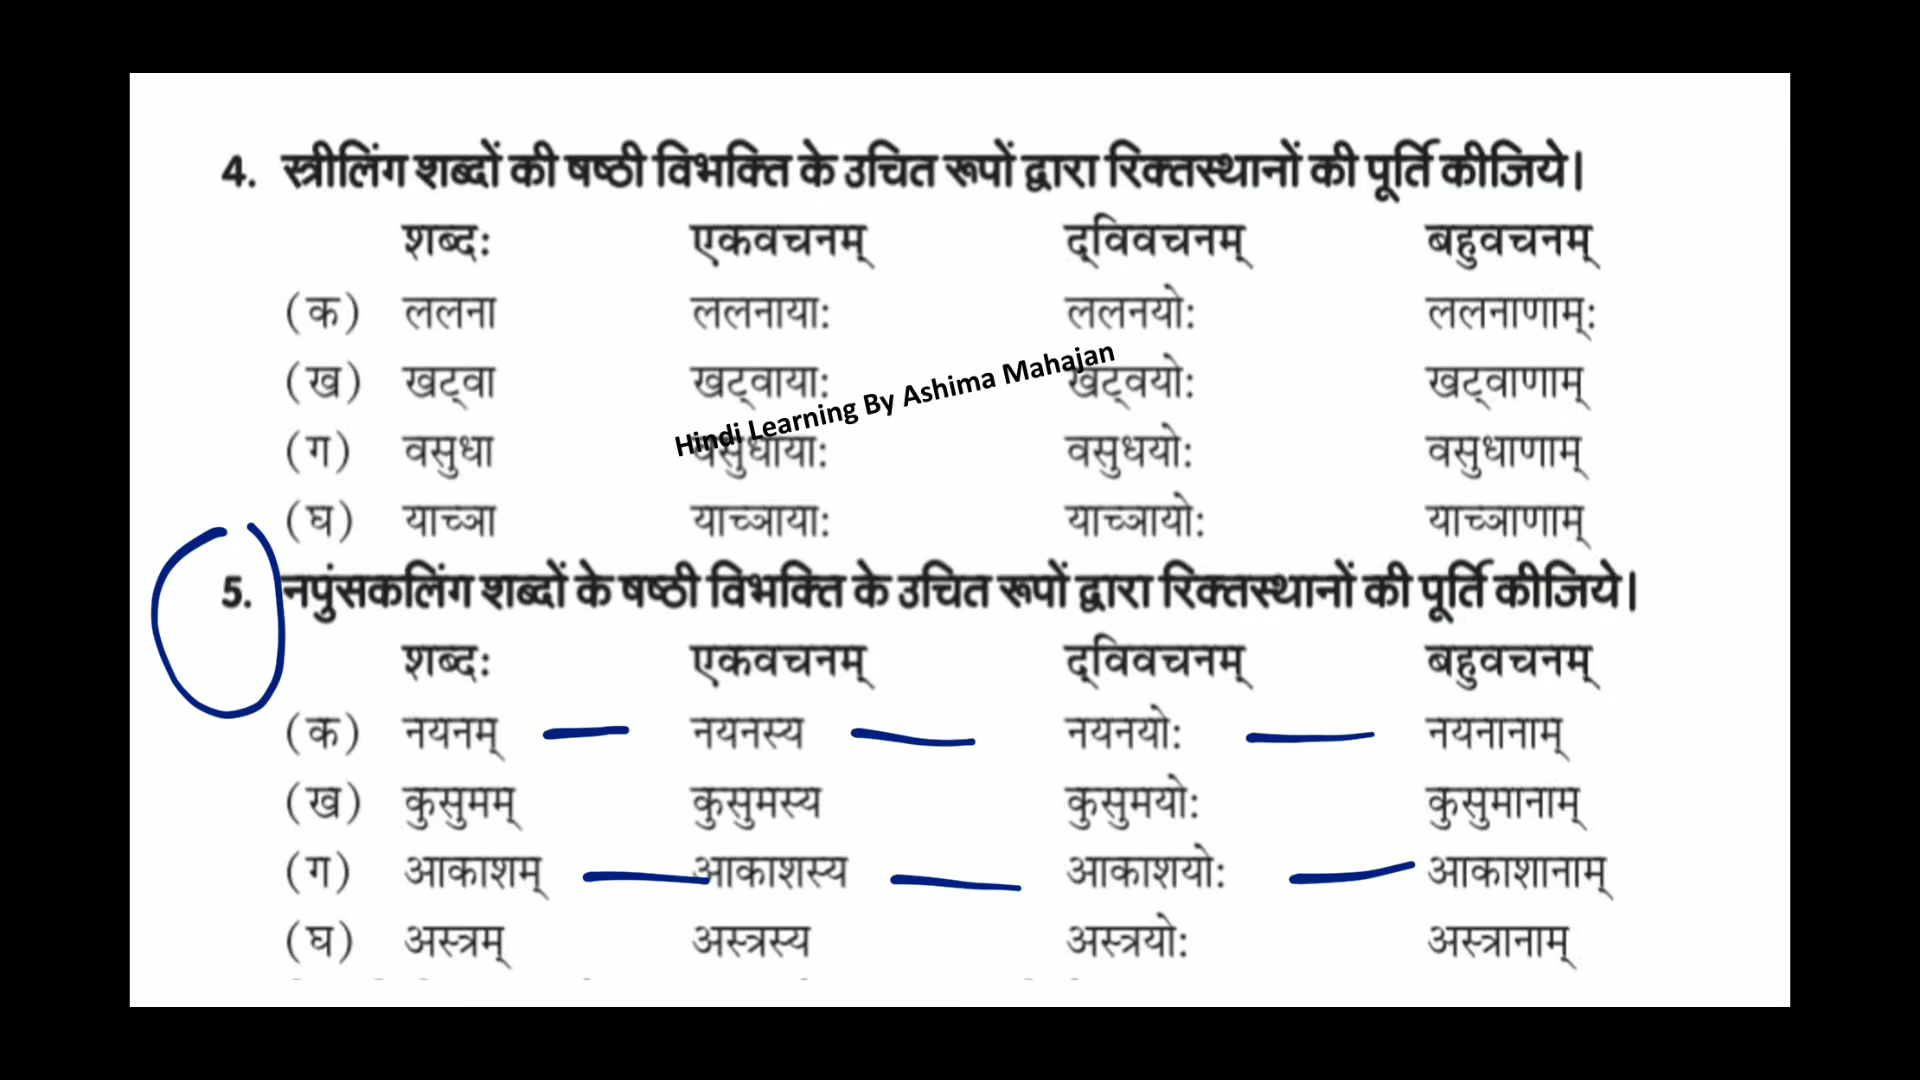 4. स्त्रीलिंग शब्दों की षष्ठी विभक्ति के उचित रूपों द्वारा रिक्तस्थानों की पूर्ति कीजिये।
शब्दः एकवचनम् द्विवचनम् बहुवचनम्
(क) ललना ललनायाः ललनयोः ललनाणाम्ः
(ख) खट्वा खट्वायाः खट्वयोः खट्वाणाम्
Hindi Learning By Ashima Mahajan
(ग) वसुधा वसुधायाः वसुधयोः वसुधाणाम्
(घ) याच्ञा याच्ञायाः याच्ञायोः याच्ञाणाम्
5. नपुंसकलिंग शब्दों के षष्ठी विभक्ति के उचित रूपों द्वारा रिक्तस्थानों की पूर्ति कीजिये।
शब्दः एकवचनम् द्विवचनम् बहुवचनम्
(क) नयनम् नयनस्य नयनयोः नयनानाम्
(ख) कुसुमम् कुसुमस्य कुसुमयोः कुसुमानाम्
(ग) आकाशम् आकाशस्य आकाशयोः आकाशानाम्
(घ) अस्त्रम् अस्त्रस्य अस्त्रयोः अस्त्रानाम्